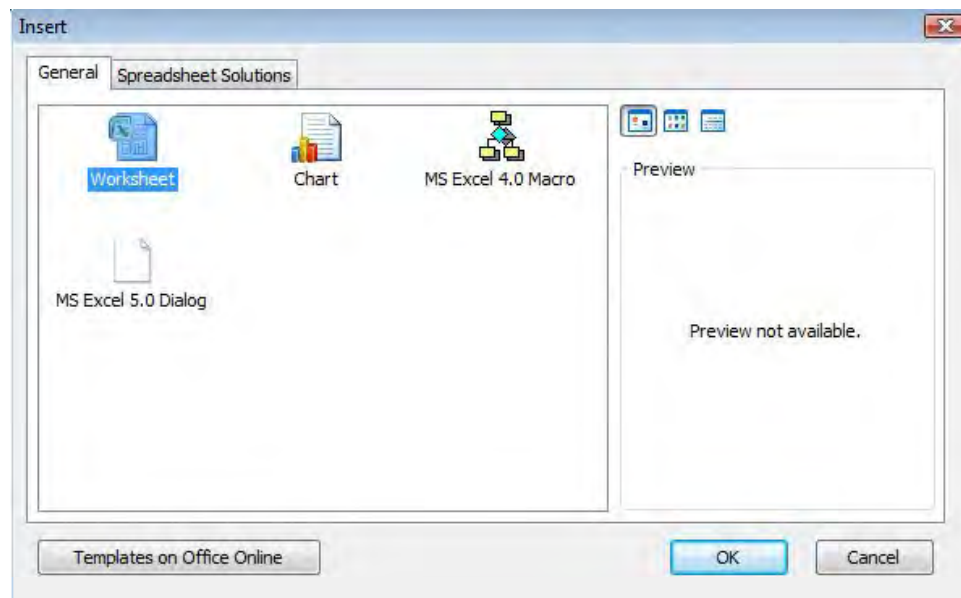 Insert
General Spreadsheet Solutions
Worksheet Chart MS Excel 4.0 Macro
Preview
MS Excel 5.0 Dialog
Preview not available.
Templates on Office Online OK Cancel